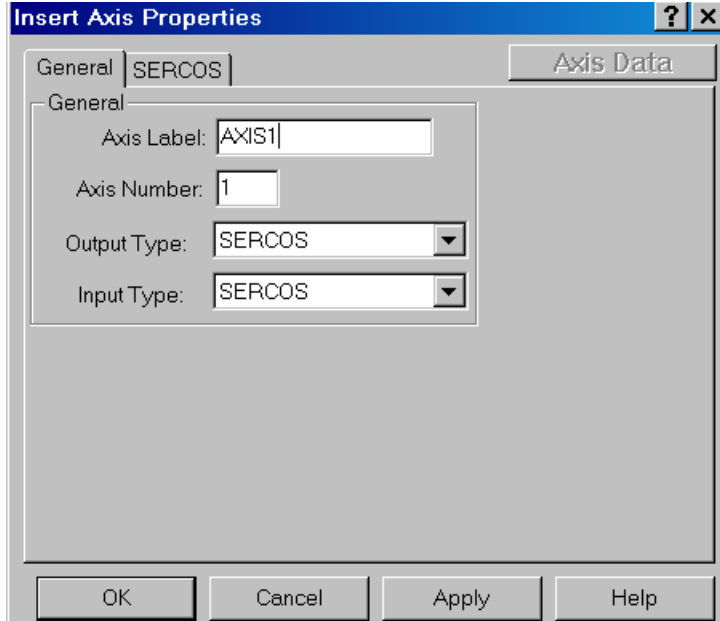 Insert Axis Properties
General SERCOS Axis Data
General
Axis Label: AXIS1
Axis Number: 1
Output Type: SERCOS
Input Type: SERCOS
OK Cancel Apply Help